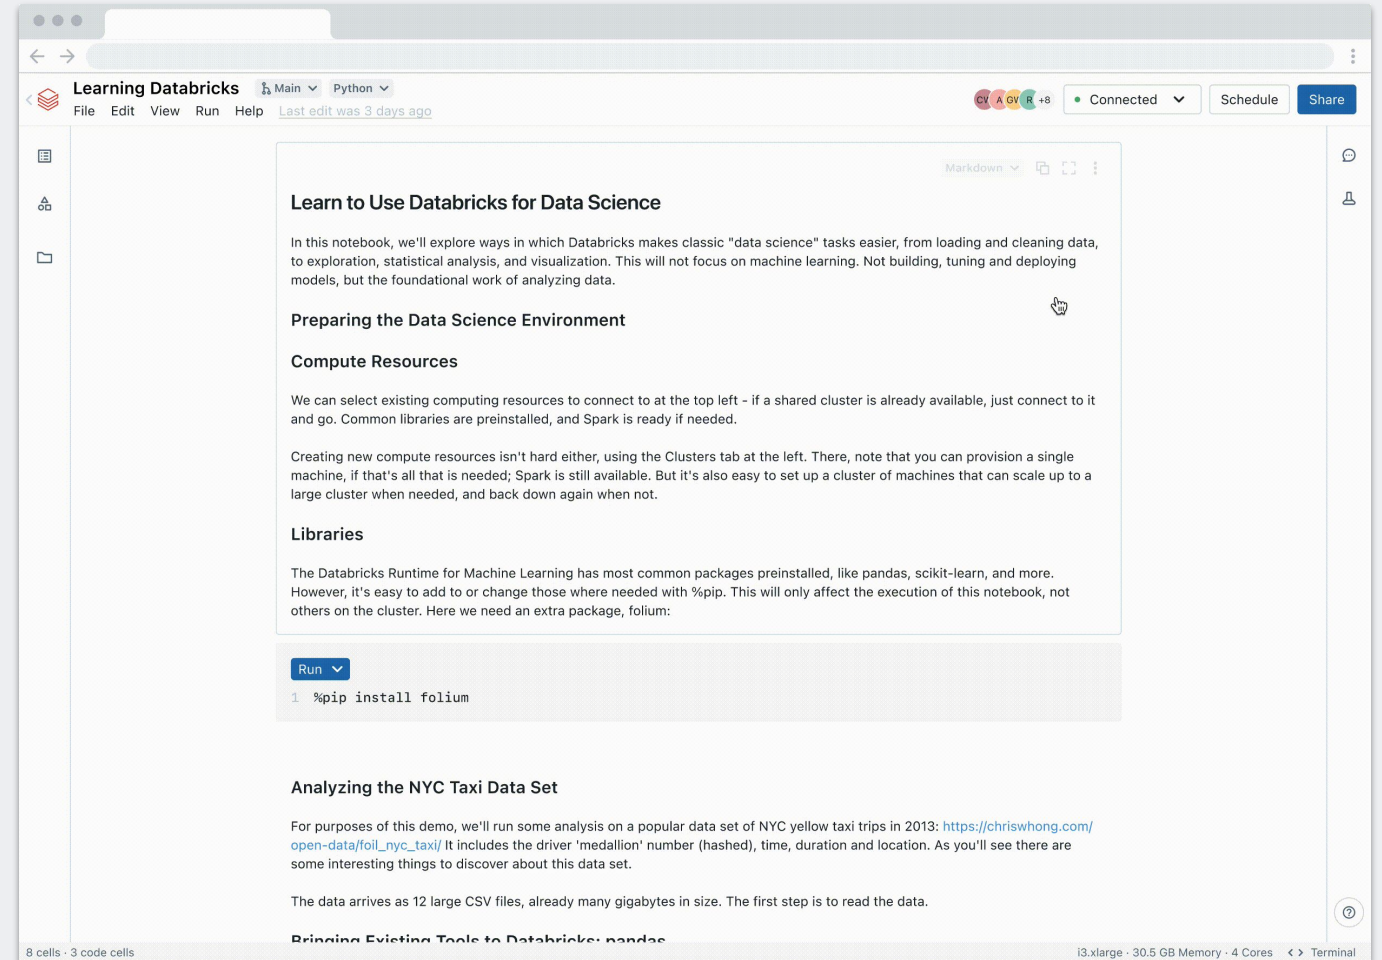 Learning Databricks Main Python
File Edit View Run Help Last edit was 3 days ago
CV A GV R +8 Connected Schedule Share
Markdown
Learn to Use Databricks for Data Science
In this notebook, we'll explore ways in which Databricks makes classic "data science" tasks easier, from loading and cleaning data,
to exploration, statistical analysis, and visualization. This will not focus on machine learning. Not building, tuning and deploying
models, but the foundational work of analyzing data.
Preparing the Data Science Environment
Compute Resources
We can select existing computing resources to connect to at the top left - if a shared cluster is already available, just connect to it
and go. Common libraries are preinstalled, and Spark is ready if needed.
Creating new compute resources isn't hard either, using the Clusters tab at the left. There, note that you can provision a single
machine, if that's all that is needed; Spark is still available. But it's also easy to set up a cluster of machines that can scale up to a
large cluster when needed, and back down again when not.
Libraries
The Databricks Runtime for Machine Learning has most common packages preinstalled, like pandas, scikit-learn, and more.
However, it's easy to add to or change those where needed with %pip. This will only affect the execution of this notebook, not
others on the cluster. Here we need an extra package, folium:
Run
1 %pip install folium
Analyzing the NYC Taxi Data Set
For purposes of this demo, we'll run some analysis on a popular data set of NYC yellow taxi trips in 2013: https://chriswhong.com/
open-data/foil_nyc_taxi/ It includes the driver 'medallion' number (hashed), time, duration and location. As you'll see there are
some interesting things to discover about this data set.
The data arrives as 12 large CSV files, already many gigabytes in size. The first step is to read the data.
Bringing Existing Tools to Databricks: pandas
8 cells · 3 code cells
i3.xlarge · 30.5 GB Memory · 4 Cores Terminal